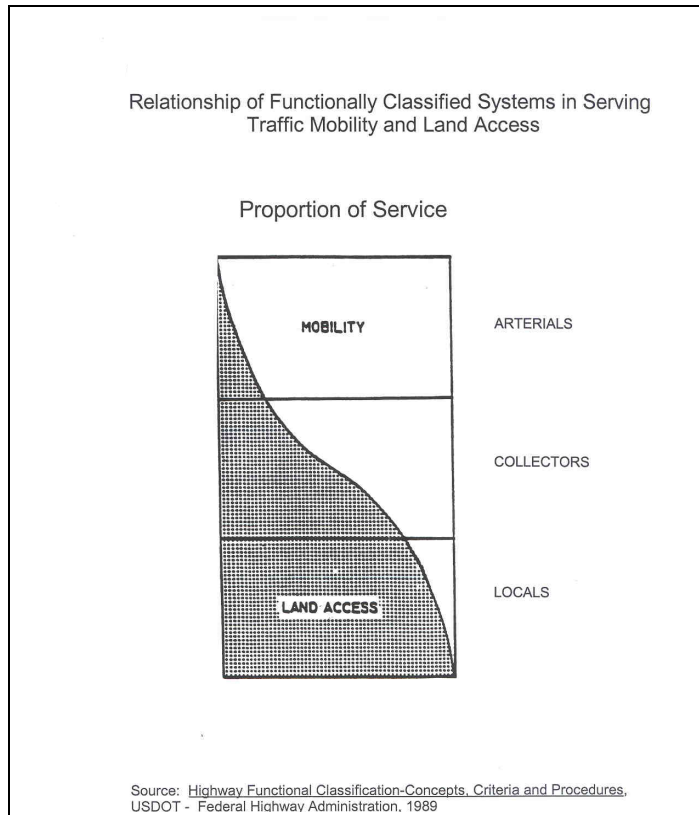 Relationship of Functionally Classified Systems in Serving
Traffic Mobility and Land Access
Proportion of Service
MOBILITY
ARTERIALS
COLLECTORS
LAND ACCESS
LOCALS
Source: Highway Functional Classification-Concepts, Criteria and Procedures,
USDOT - Federal Highway Administration, 1989